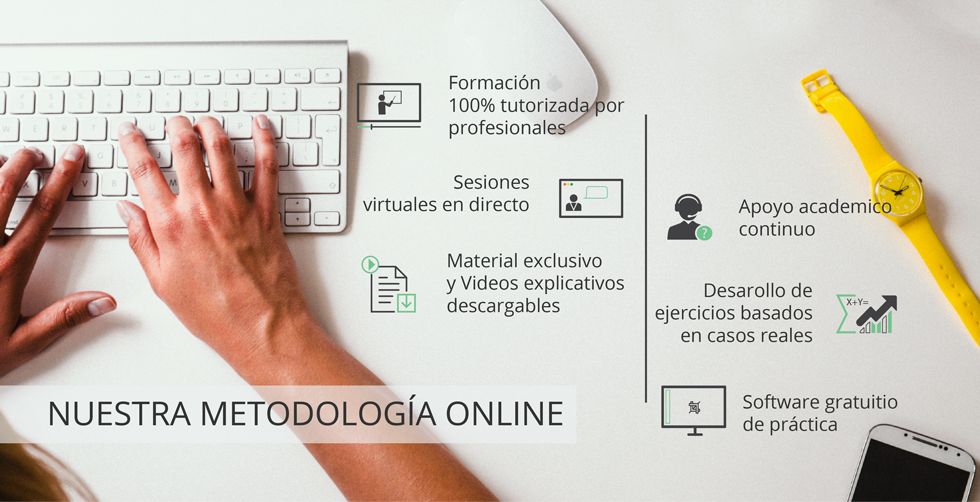 Formación
100% tutorizada por
profesionales
Sesiones
virtuales en directo
Material exclusivo
y Videos explicativos
descargables
Apoyo academico
continuo
?
Desarollo de
ejercicios basados
en casos reales
X+Y=
Software gratuitio
de práctica
NUESTRA METODOLOGÍA ONLINE